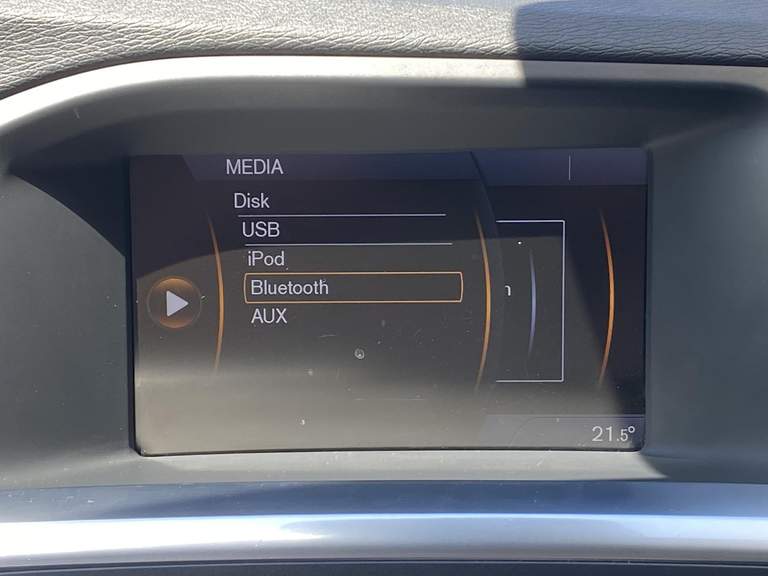 MEDIA
Disk
USB
iPod
Bluetooth
AUX
21.5°